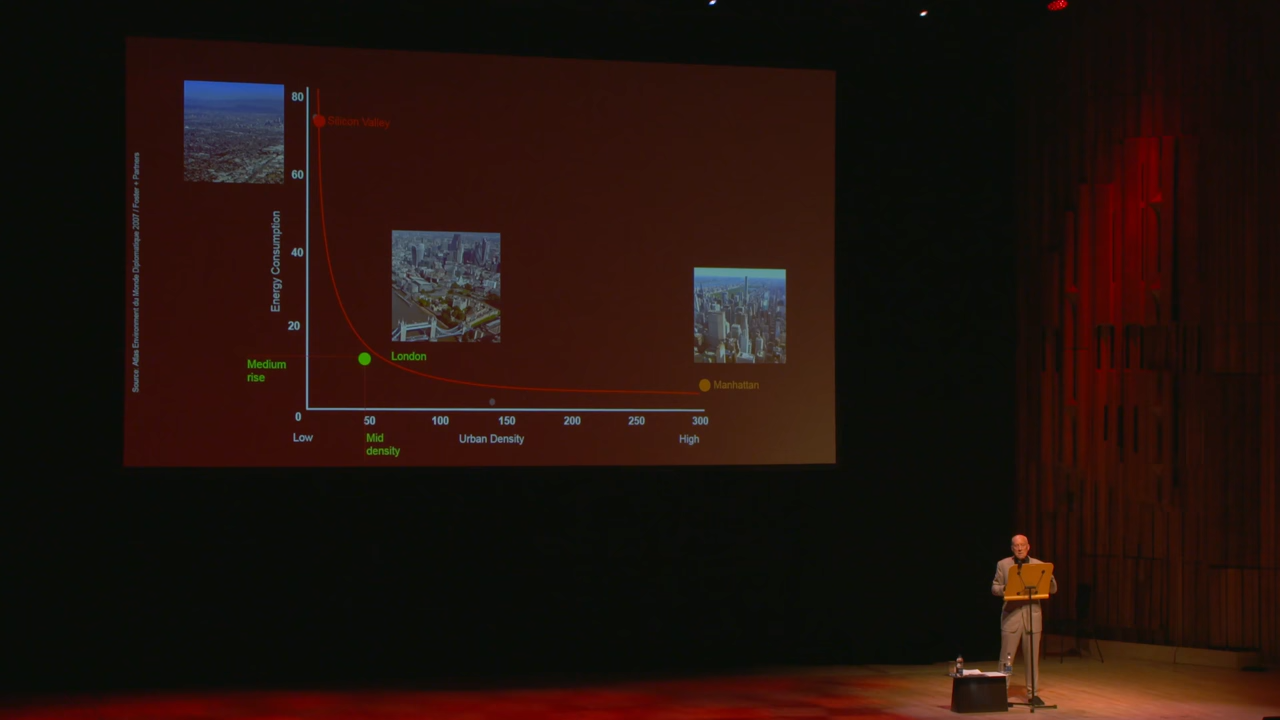 80
Silicon Valley
60
40
20
0
Energy Consumption
Source: Atlas Environment du Monde Diplomatique 2007 / Foster + Partners
London
Medium
rise
Manhattan
50
100
150
200
250
300
Low
Mid
density
Urban Density
High